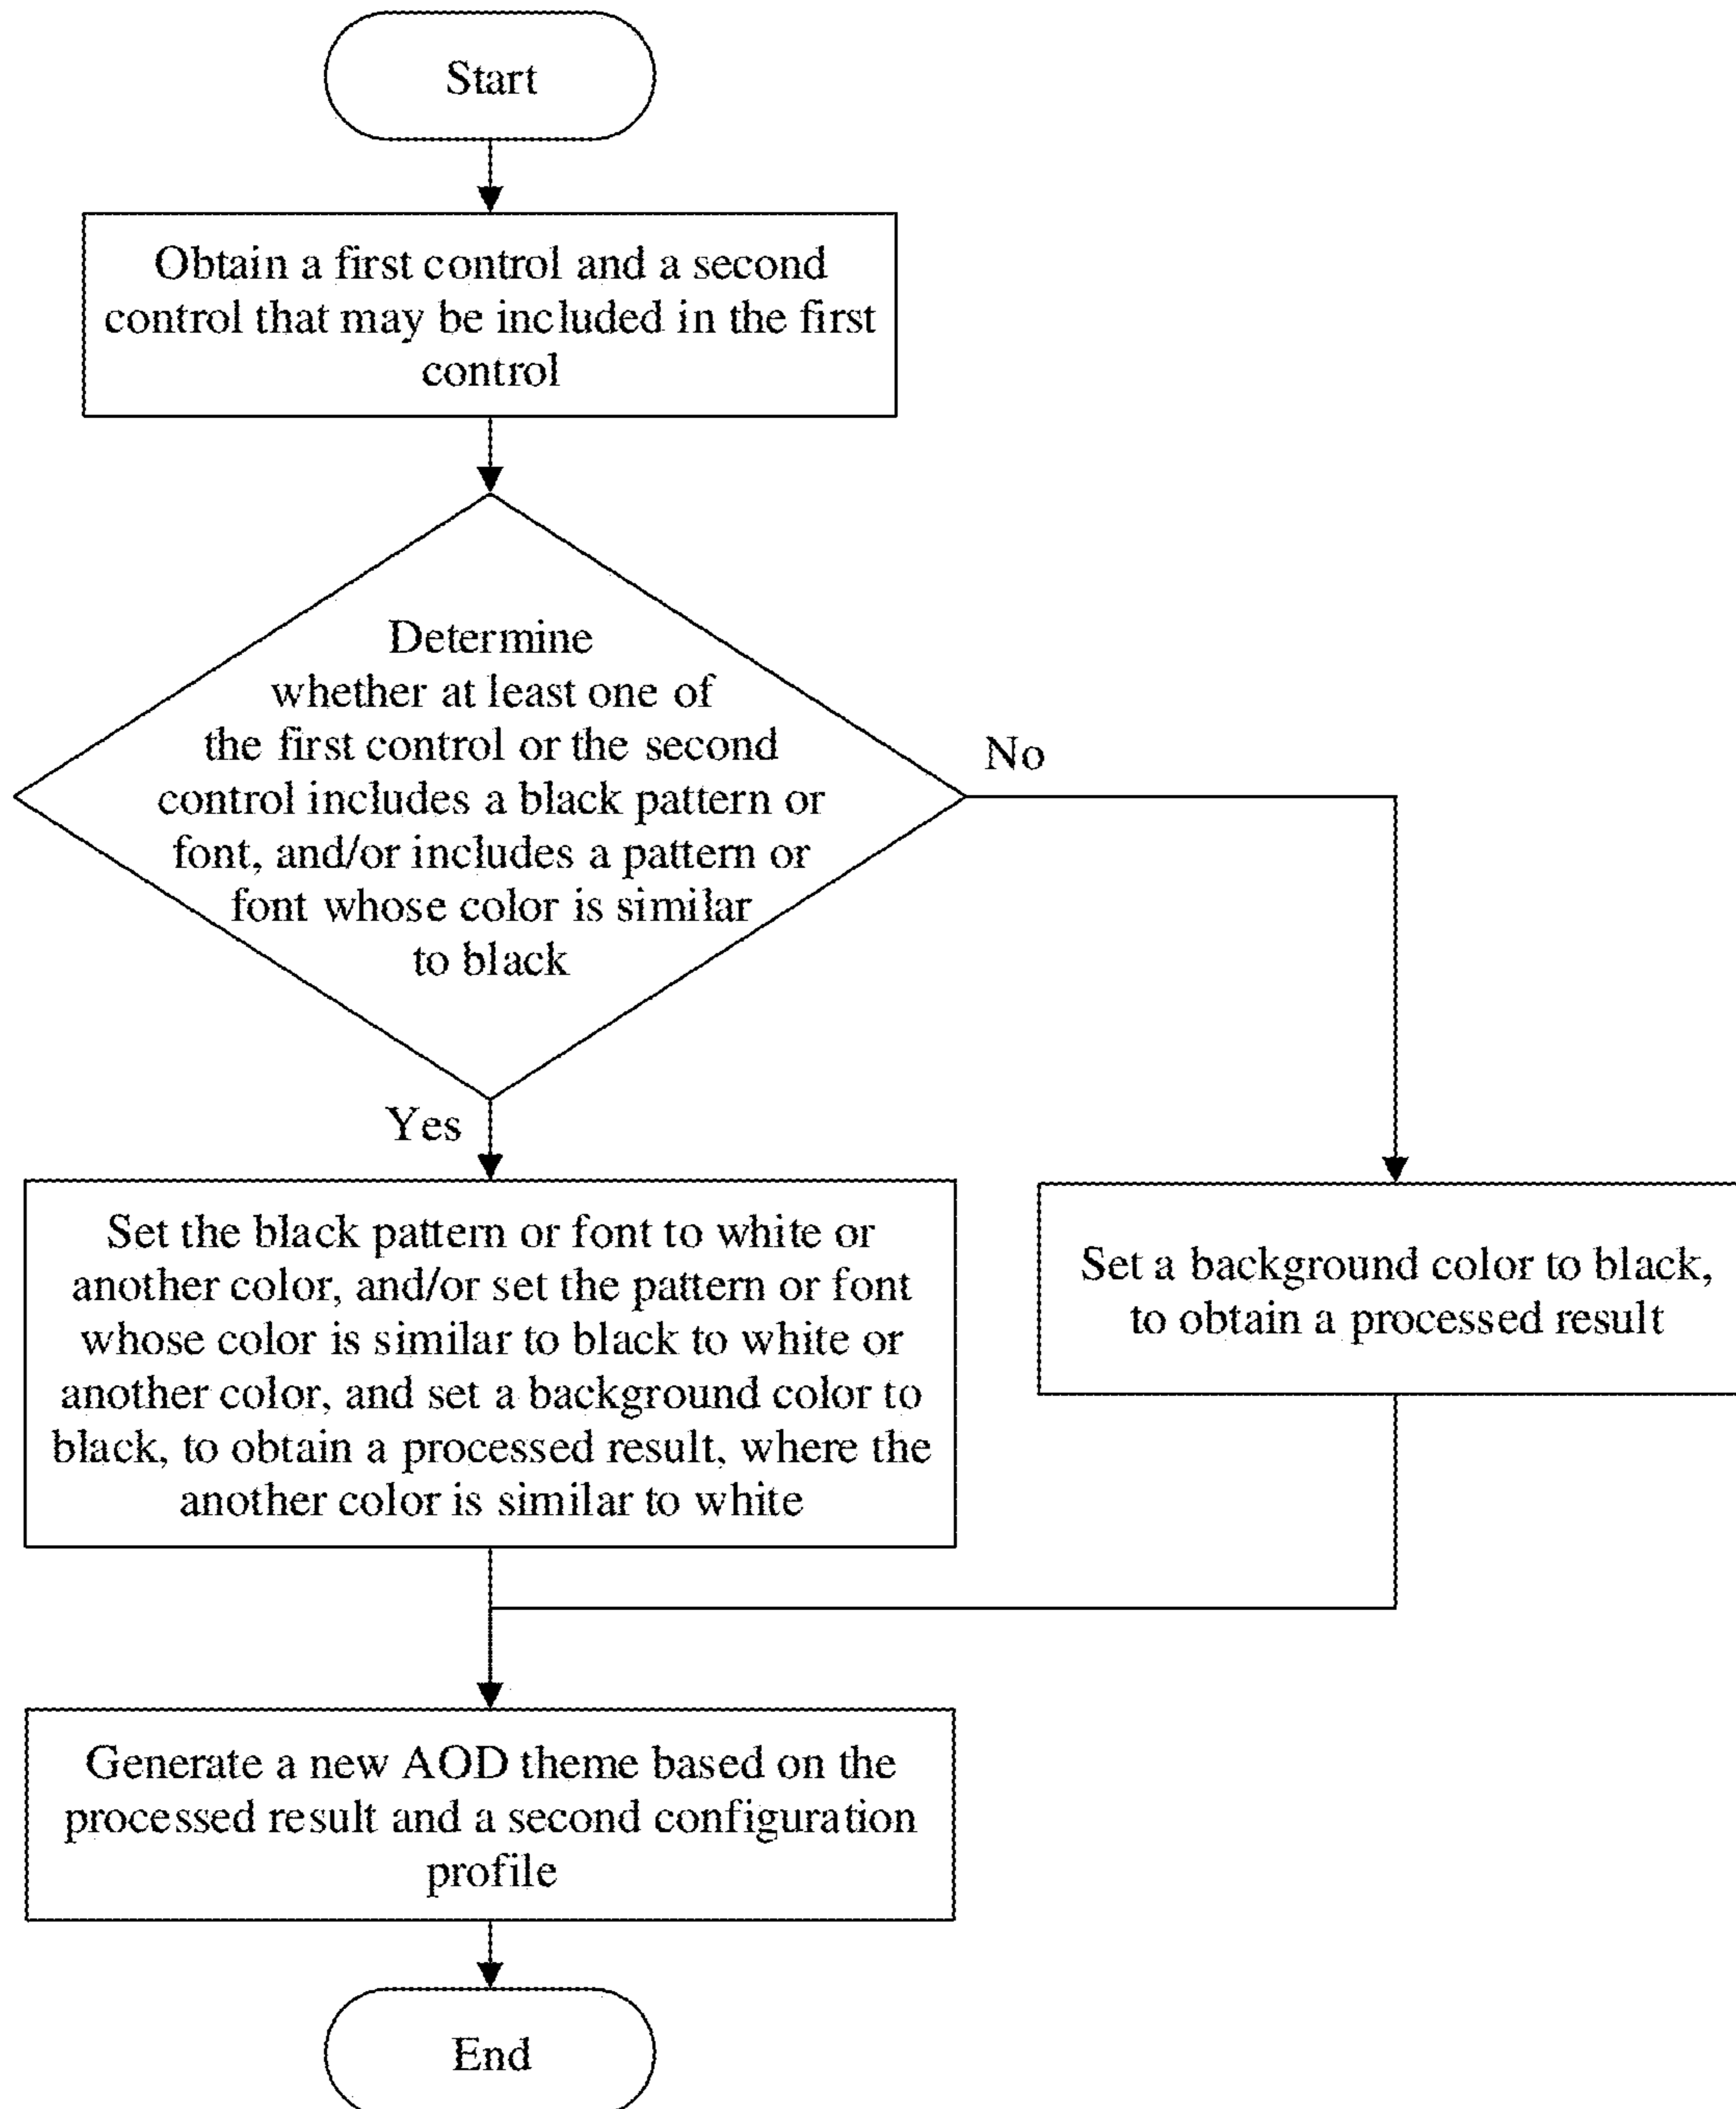 Start
Obtain a first control and a second
control that may be included in the first
control
Determine
whether at least one of
the first control or the second
control includes a black pattern or
font, and/or includes a pattern or
font whose color is similar
to black
No
Yes
Set the black pattern or font to white or
another color, and/or set the pattern or font
whose color is similar to black to white or
another color, and set a background color to
black, to obtain a processed result, where the
another color is similar to white
Set a background color to black,
to obtain a processed result
Generate a new AOD theme based on the
processed result and a second configuration
profile
End